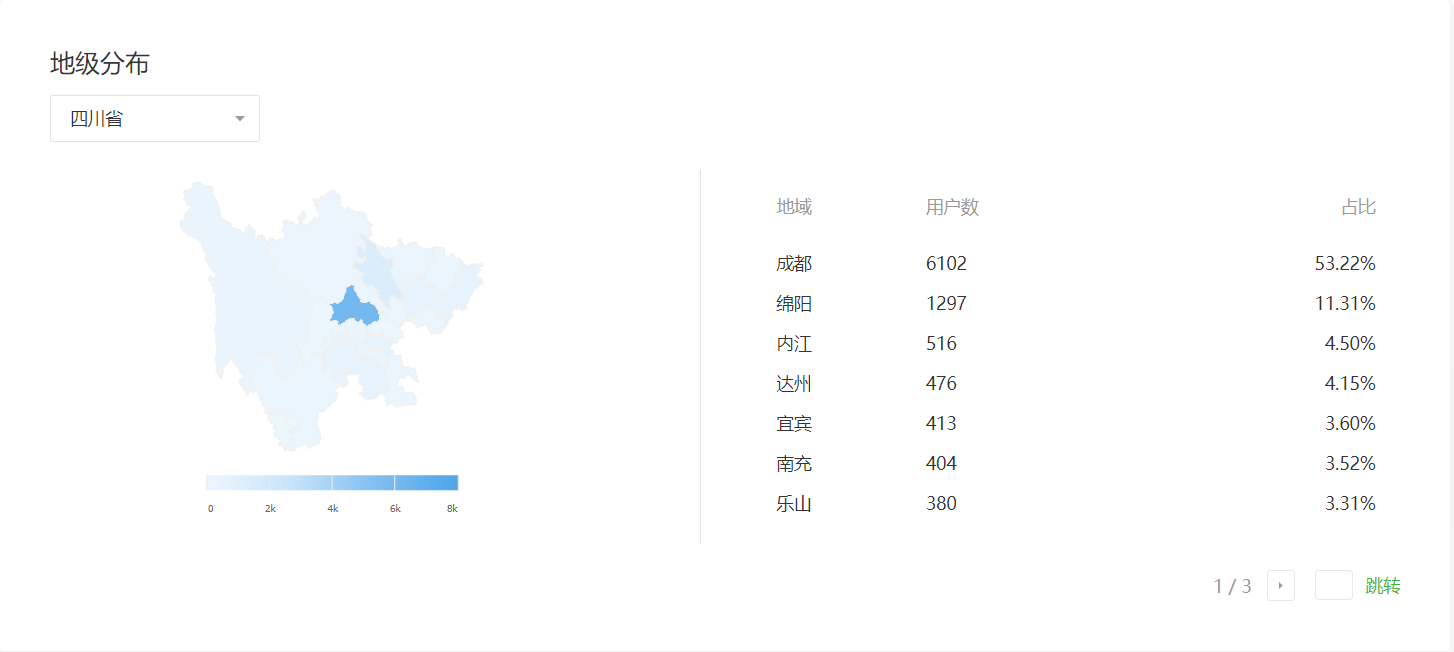 地级分布
四川省
地域 用户数 占比
成都 6102 53.22%
绵阳 1297 11.31%
内江 516 4.50%
达州 476 4.15%
宜宾 413 3.60%
南充 404 3.52%
乐山 380 3.31%
0 2k 4k 6k 8k
1 / 3 跳转